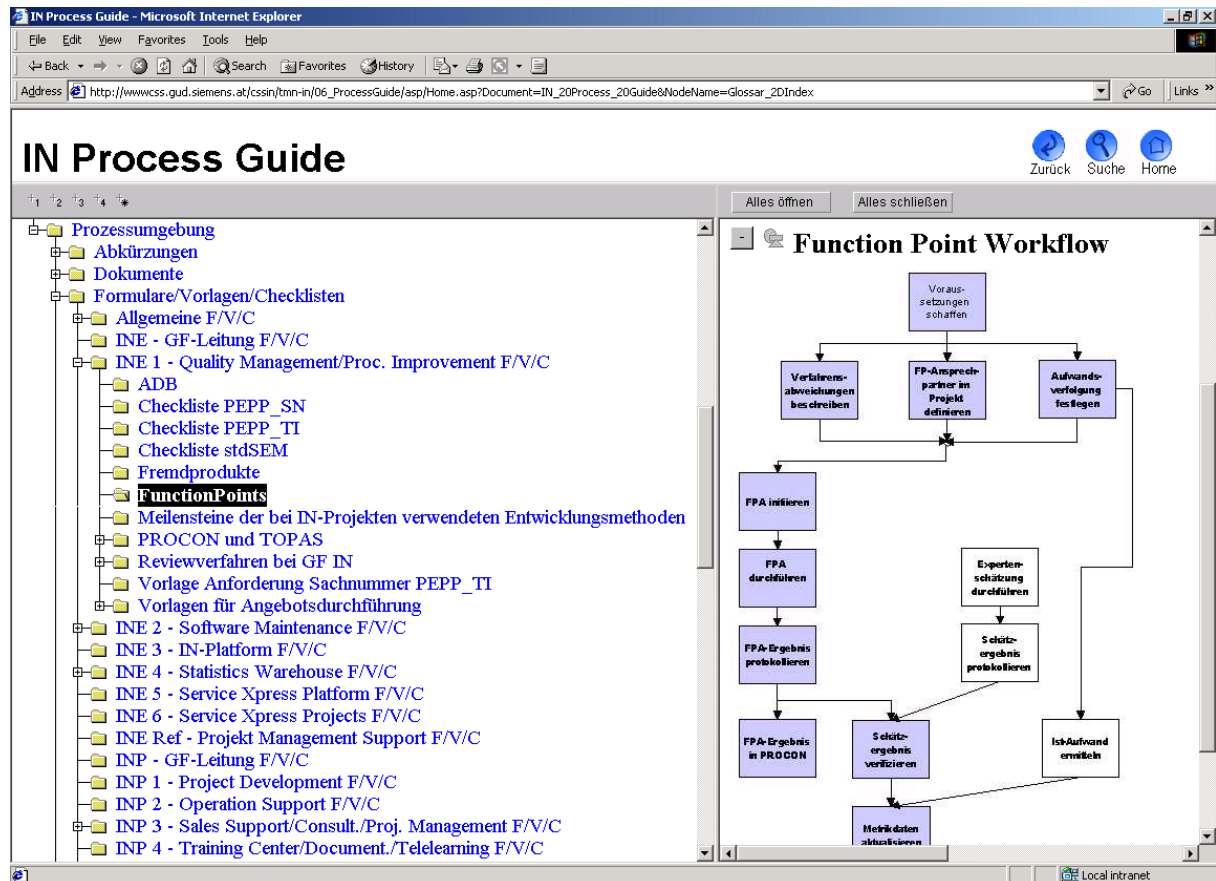 IN Process Guide - Microsoft Internet Explorer
File Edit View Favorites Tools Help
Back Search Favorites History
Address http://wwwcss.gud.siemens.at/cssin/tmn-in/06_ProcessGuide/asp/Home.asp?Document=IN_20Process_20Guide&NodeName=Glossar_2DIndex Go Links »
IN Process Guide
Zurück Suche Home
+1 +2 +3 +4 +*
Alles öffnen Alles schließen
Prozessumgebung
Abkürzungen
Dokumente
Formulare/Vorlagen/Checklisten
Allgemeine F/V/C
INE - GF-Leitung F/V/C
INE 1 - Quality Management/Proc. Improvement F/V/C
ADB
Checkliste PEPP_SN
Checkliste PEPP_TI
Checkliste stdSEM
Fremdprodukte
FunctionPoints
Meilensteine der bei IN-Projekten verwendeten Entwicklungsmethoden
PROCON und TOPAS
Reviewverfahren bei GF IN
Vorlage Anforderung Sachnummer PEPP_TI
Vorlagen für Angebotsdurchführung
INE 2 - Software Maintenance F/V/C
INE 3 - IN-Platform F/V/C
INE 4 - Statistics Warehouse F/V/C
INE 5 - Service Xpress Platform F/V/C
INE 6 - Service Xpress Projects F/V/C
INE Ref - Projekt Management Support F/V/C
INP - GF-Leitung F/V/C
INP 1 - Project Development F/V/C
INP 2 - Operation Support F/V/C
INP 3 - Sales Support/Consult./Proj. Management F/V/C
INP 4 - Training Center/Document./Telelearning F/V/C
Function Point Workflow
Voraus-
setzungen
schaffen
Verfahrens-
abweichungen
beschreiben
FP-Ansprech-
partner im
Projekt
definieren
Aufwands-
verfolgung
festlegen
FPA initiieren
FPA
durchführen
Experten-
schätzung
durchführen
FPA-Ergebnis
protokollieren
Schätz-
ergebnis
protokollieren
FPA-Ergebnis
in PROCON
Schätz-
ergebnis
verifizieren
Ist-Aufwand
ermitteln
Metrikdaten
aktualisieren
Local intranet